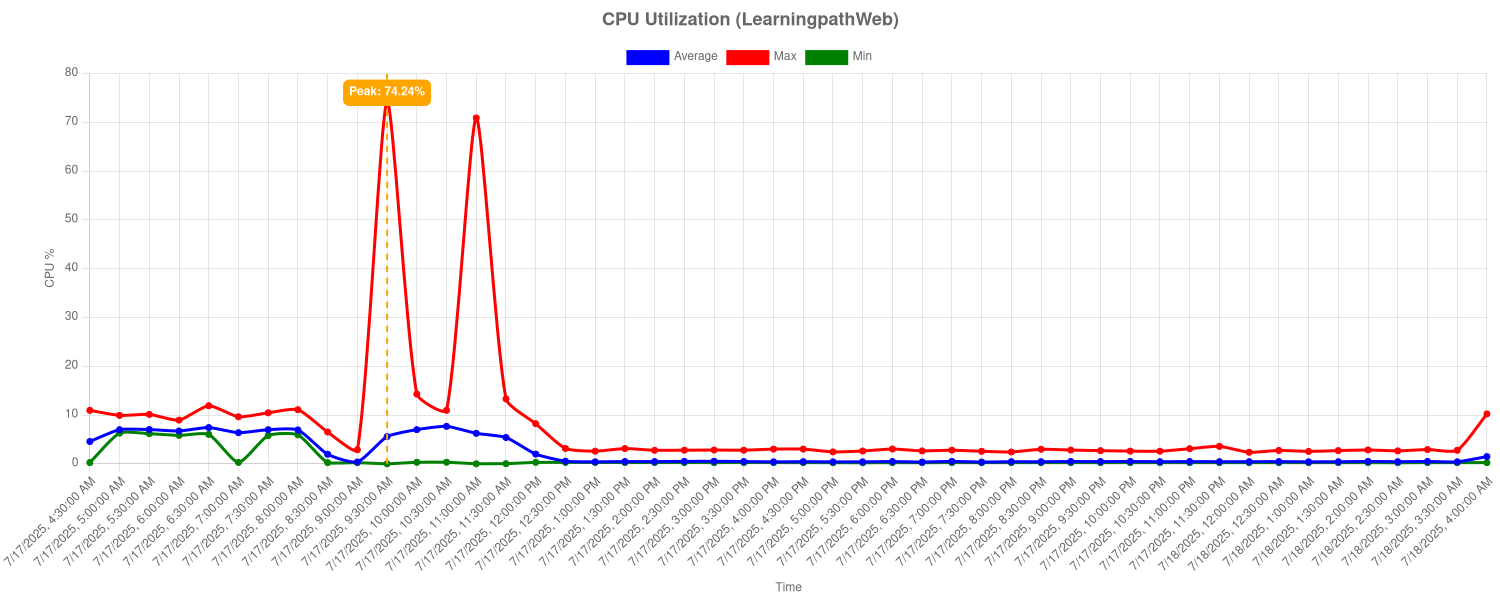 CPU Utilization (LearningpathWeb)
Average Max Min
80
Peak: 74.24%
70
60
50
40
30
20
10
0
CPU %
7/17/2025, 4:30:00 AM
7/17/2025, 5:00:00 AM
7/17/2025, 5:30:00 AM
7/17/2025, 6:00:00 AM
7/17/2025, 6:30:00 AM
7/17/2025, 7:00:00 AM
7/17/2025, 7:30:00 AM
7/17/2025, 8:00:00 AM
7/17/2025, 8:30:00 AM
7/17/2025, 9:00:00 AM
7/17/2025, 9:30:00 AM
7/17/2025, 10:00:00 AM
7/17/2025, 10:30:00 AM
7/17/2025, 11:00:00 AM
7/17/2025, 11:30:00 AM
7/17/2025, 12:00:00 PM
7/17/2025, 12:30:00 PM
7/17/2025, 1:00:00 PM
7/17/2025, 1:30:00 PM
7/17/2025, 2:00:00 PM
7/17/2025, 2:30:00 PM
7/17/2025, 3:00:00 PM
7/17/2025, 3:30:00 PM
7/17/2025, 4:00:00 PM
7/17/2025, 4:30:00 PM
7/17/2025, 5:00:00 PM
7/17/2025, 5:30:00 PM
7/17/2025, 6:00:00 PM
7/17/2025, 6:30:00 PM
7/17/2025, 7:00:00 PM
7/17/2025, 7:30:00 PM
7/17/2025, 8:00:00 PM
7/17/2025, 8:30:00 PM
7/17/2025, 9:00:00 PM
7/17/2025, 9:30:00 PM
7/17/2025, 10:00:00 PM
7/17/2025, 10:30:00 PM
7/17/2025, 11:00:00 PM
7/17/2025, 11:30:00 PM
7/18/2025, 12:00:00 AM
7/18/2025, 12:30:00 AM
7/18/2025, 1:00:00 AM
7/18/2025, 1:30:00 AM
7/18/2025, 2:00:00 AM
7/18/2025, 2:30:00 AM
7/18/2025, 3:00:00 AM
7/18/2025, 3:30:00 AM
7/18/2025, 4:00:00 AM
Time